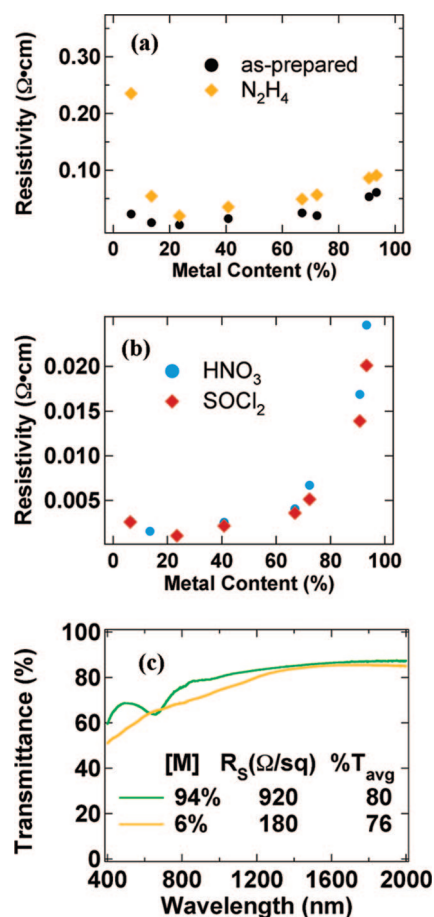 (a)
as-prepared
N2H4
Resistivity (Ω•cm)
0.30
0.20
0.10
0 20 40 60 80 100
Metal Content (%)
(b)
HNO3
SOCl2
Resistivity (Ω•cm)
0.020
0.015
0.010
0.005
0 20 40 60 80 100
Metal Content (%)
(c)
Transmittance (%)
100
80
60
40
20
0
[M] RS(Ω/sq) %Tavg
94% 920 80
6% 180 76
400 800 1200 1600 2000
Wavelength (nm)